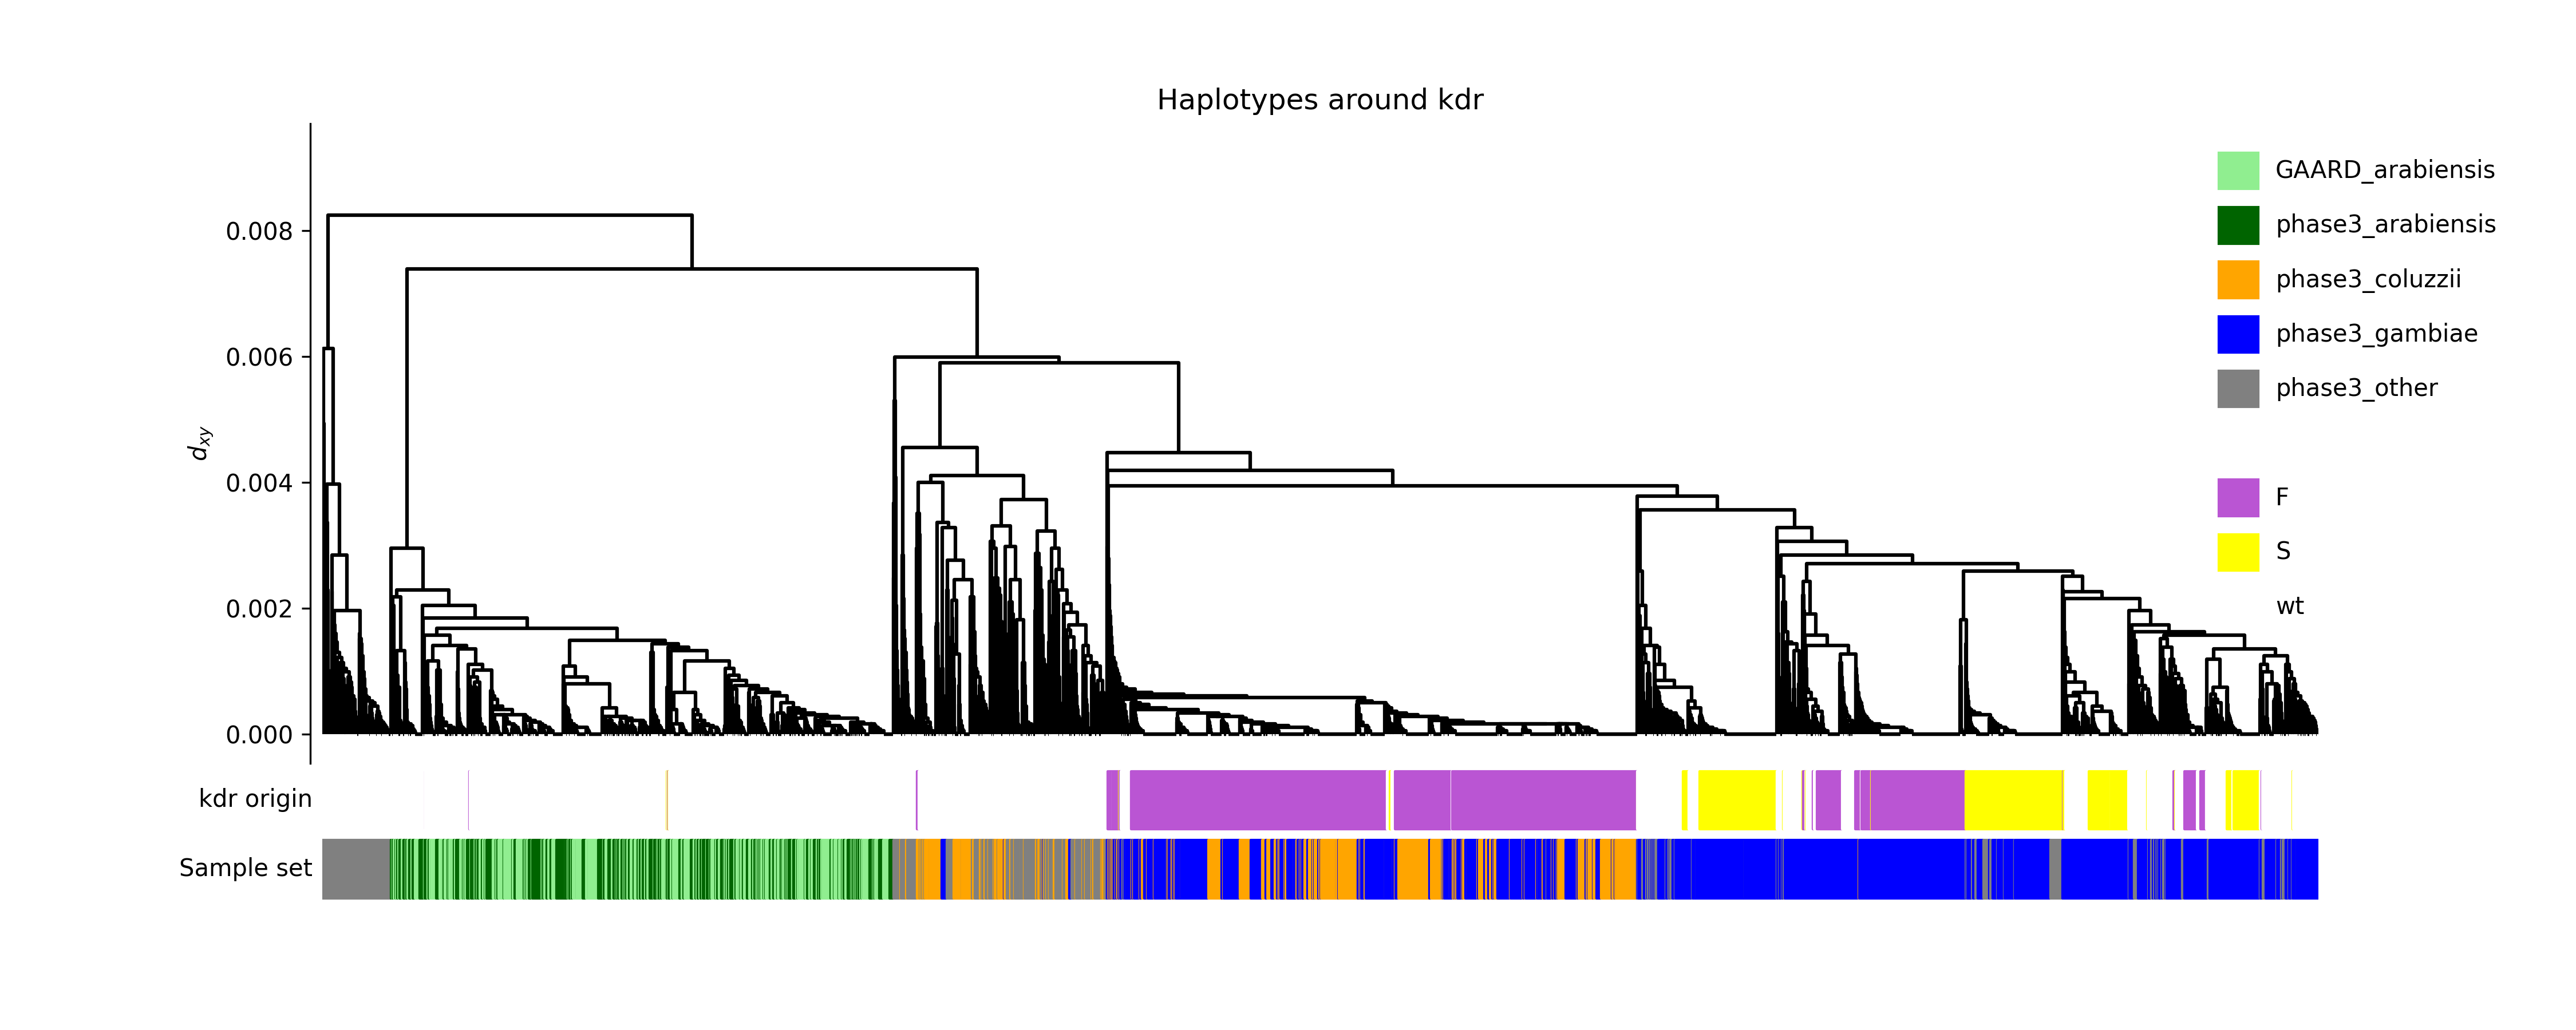 Haplotypes around kdr
GAARD_arabiensis
phase3_arabiensis
phase3_coluzzii
phase3_gambiae
phase3_other
F
S
wt
0.008
0.006
0.004
0.002
0.000
dxy
kdr origin
Sample set